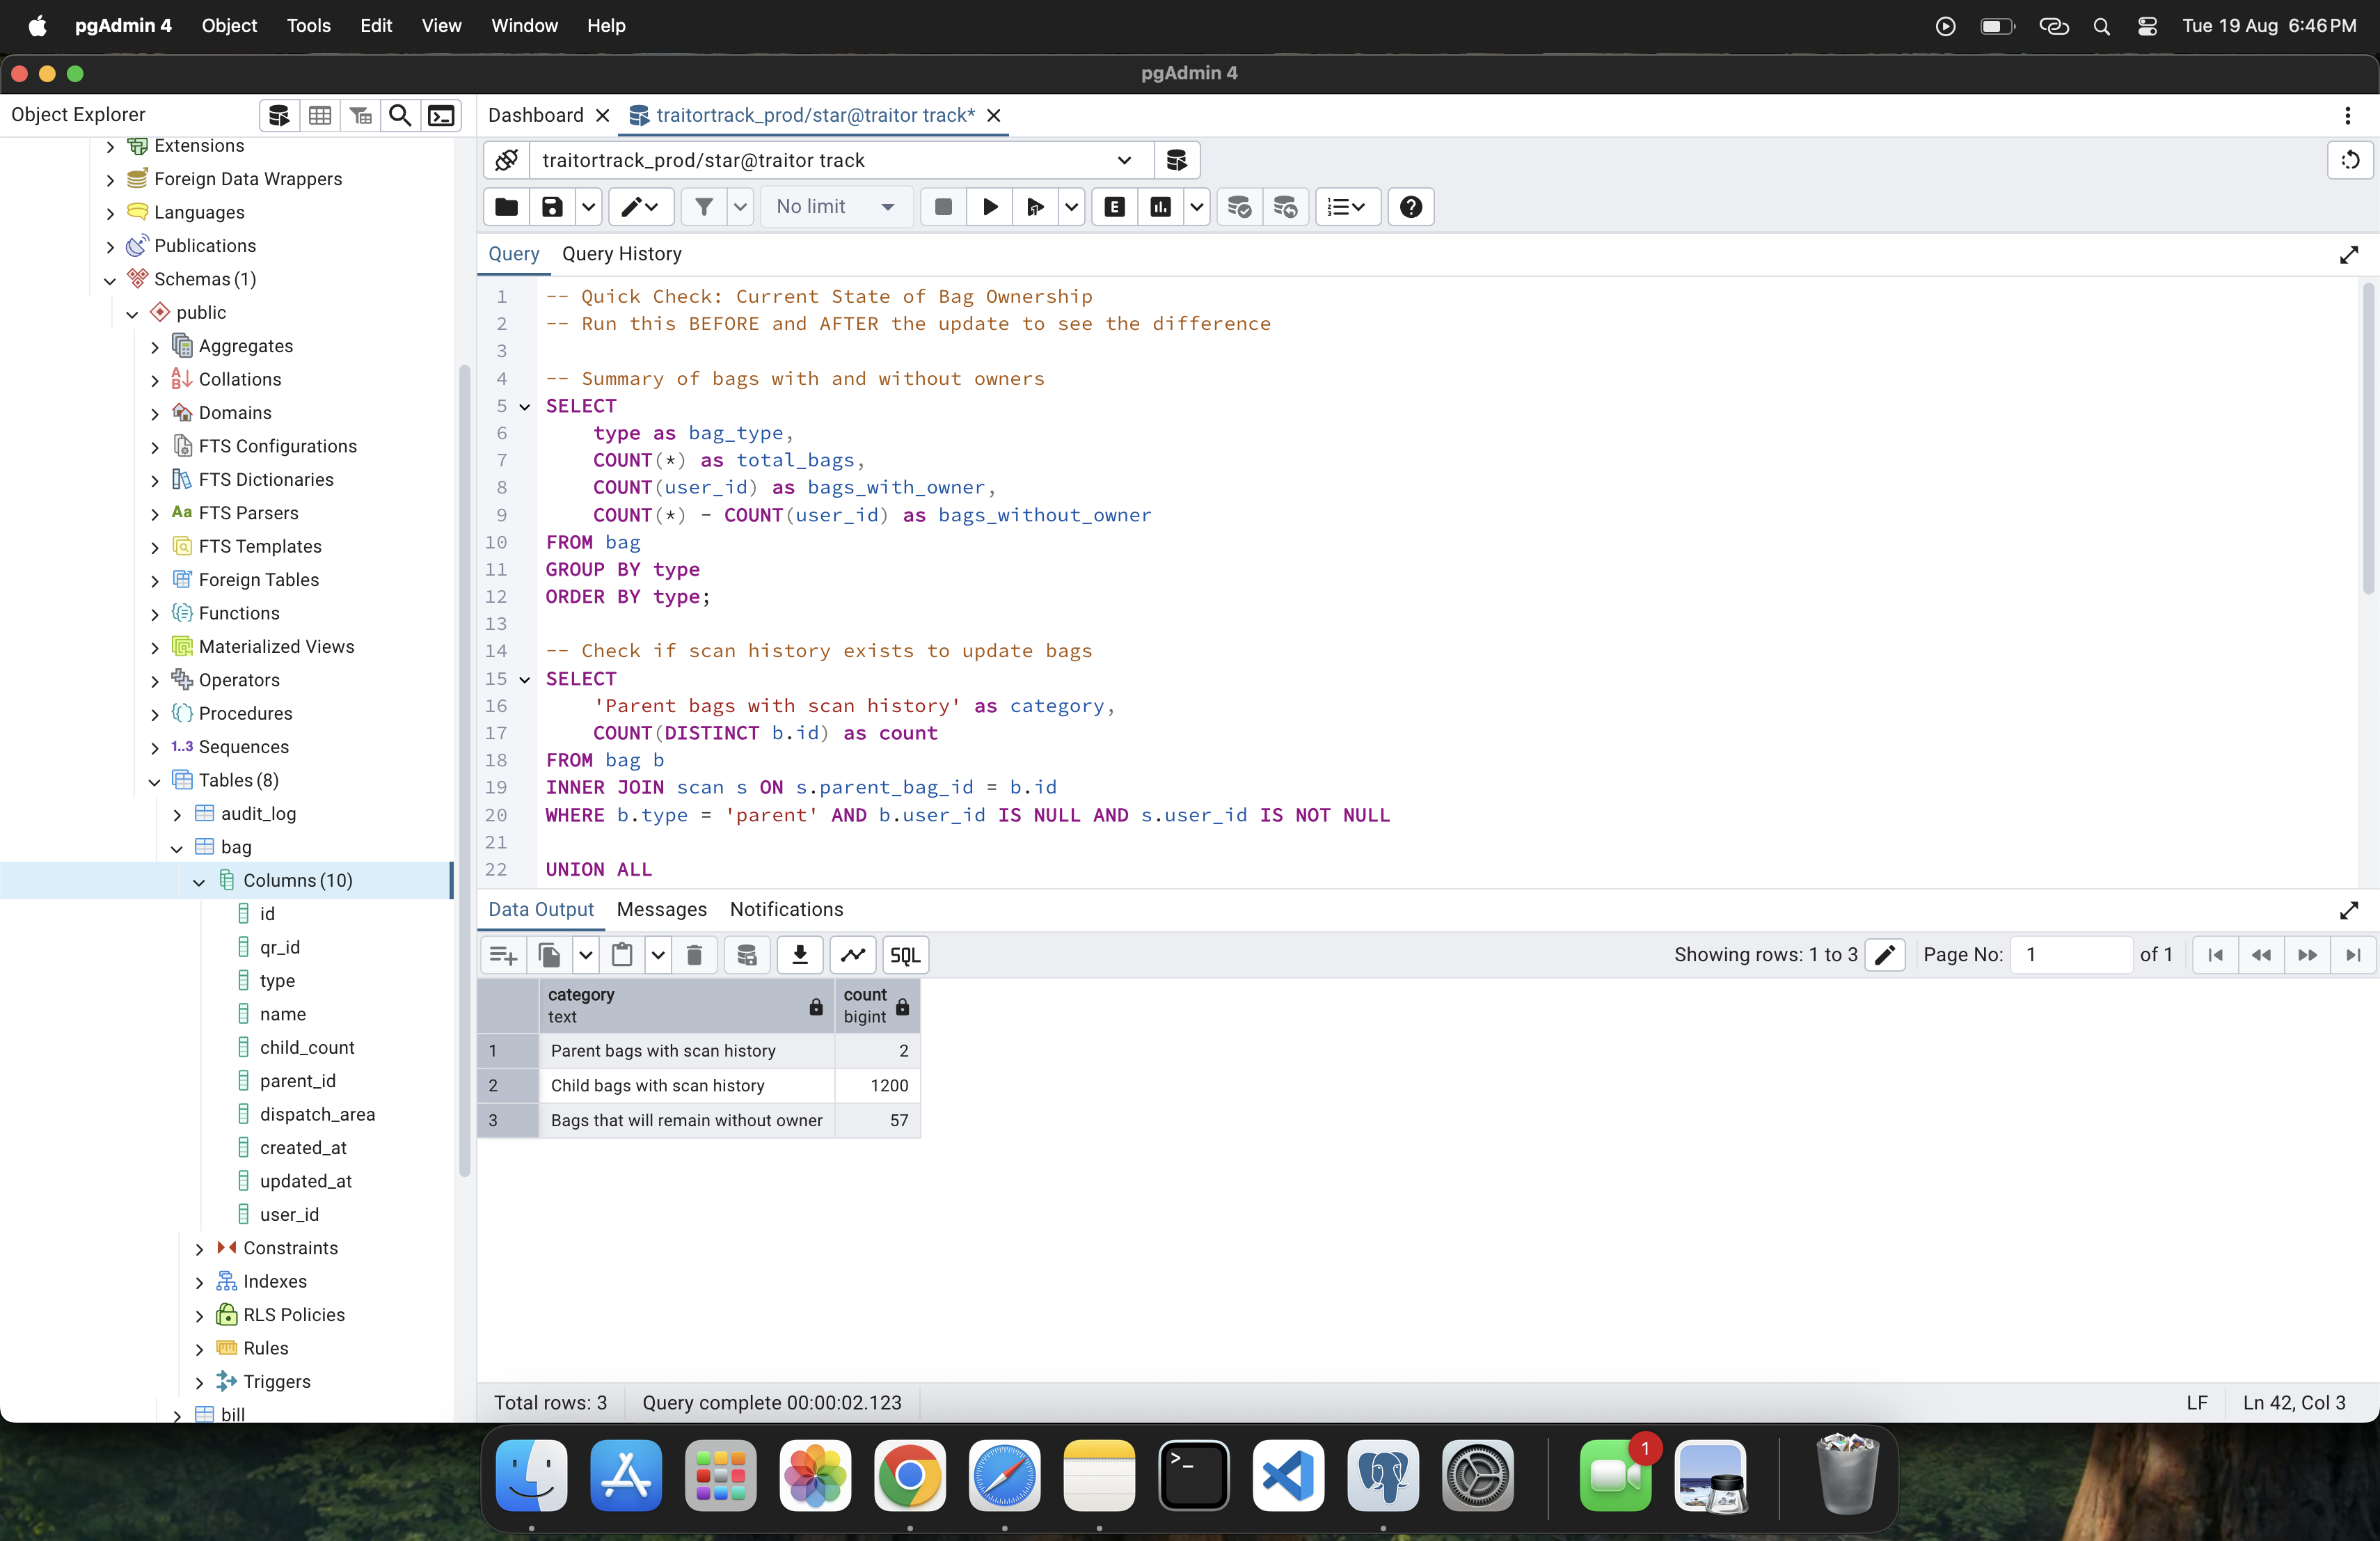 pgAdmin 4 Object Tools Edit View Window Help Tue 19 Aug 6:46 PM
pgAdmin 4
Object Explorer
Extensions
Foreign Data Wrappers
Languages
Publications
Schemas (1)
public
Aggregates
Collations
Domains
FTS Configurations
FTS Dictionaries
Aa FTS Parsers
FTS Templates
Foreign Tables
Functions
Materialized Views
Operators
Procedures
1..3 Sequences
Tables (8)
audit_log
bag
Columns (10)
id
qr_id
type
name
child_count
parent_id
dispatch_area
created_at
updated_at
user_id
Constraints
Indexes
RLS Policies
Rules
Triggers
bill
Dashboard traitortrack_prod/star@traitor track*
traitortrack_prod/star@traitor track
No limit E
Query Query History
1 -- Quick Check: Current State of Bag Ownership
2 -- Run this BEFORE and AFTER the update to see the difference
3
4 -- Summary of bags with and without owners
5 SELECT
6 type as bag_type,
7 COUNT(*) as total_bags,
8 COUNT(user_id) as bags_with_owner,
9 COUNT(*) - COUNT(user_id) as bags_without_owner
10 FROM bag
11 GROUP BY type
12 ORDER BY type;
13
14 -- Check if scan history exists to update bags
15 SELECT
16 'Parent bags with scan history' as category,
17 COUNT(DISTINCT b.id) as count
18 FROM bag b
19 INNER JOIN scan s ON s.parent_bag_id = b.id
20 WHERE b.type = 'parent' AND b.user_id IS NULL AND s.user_id IS NOT NULL
21
22 UNION ALL
Data Output Messages Notifications
SQL Showing rows: 1 to 3 Page No: 1 of 1
category count
text bigint
1 Parent bags with scan history 2
2 Child bags with scan history 1200
3 Bags that will remain without owner 57
Total rows: 3 Query complete 00:00:02.123 LF Ln 42, Col 3
1